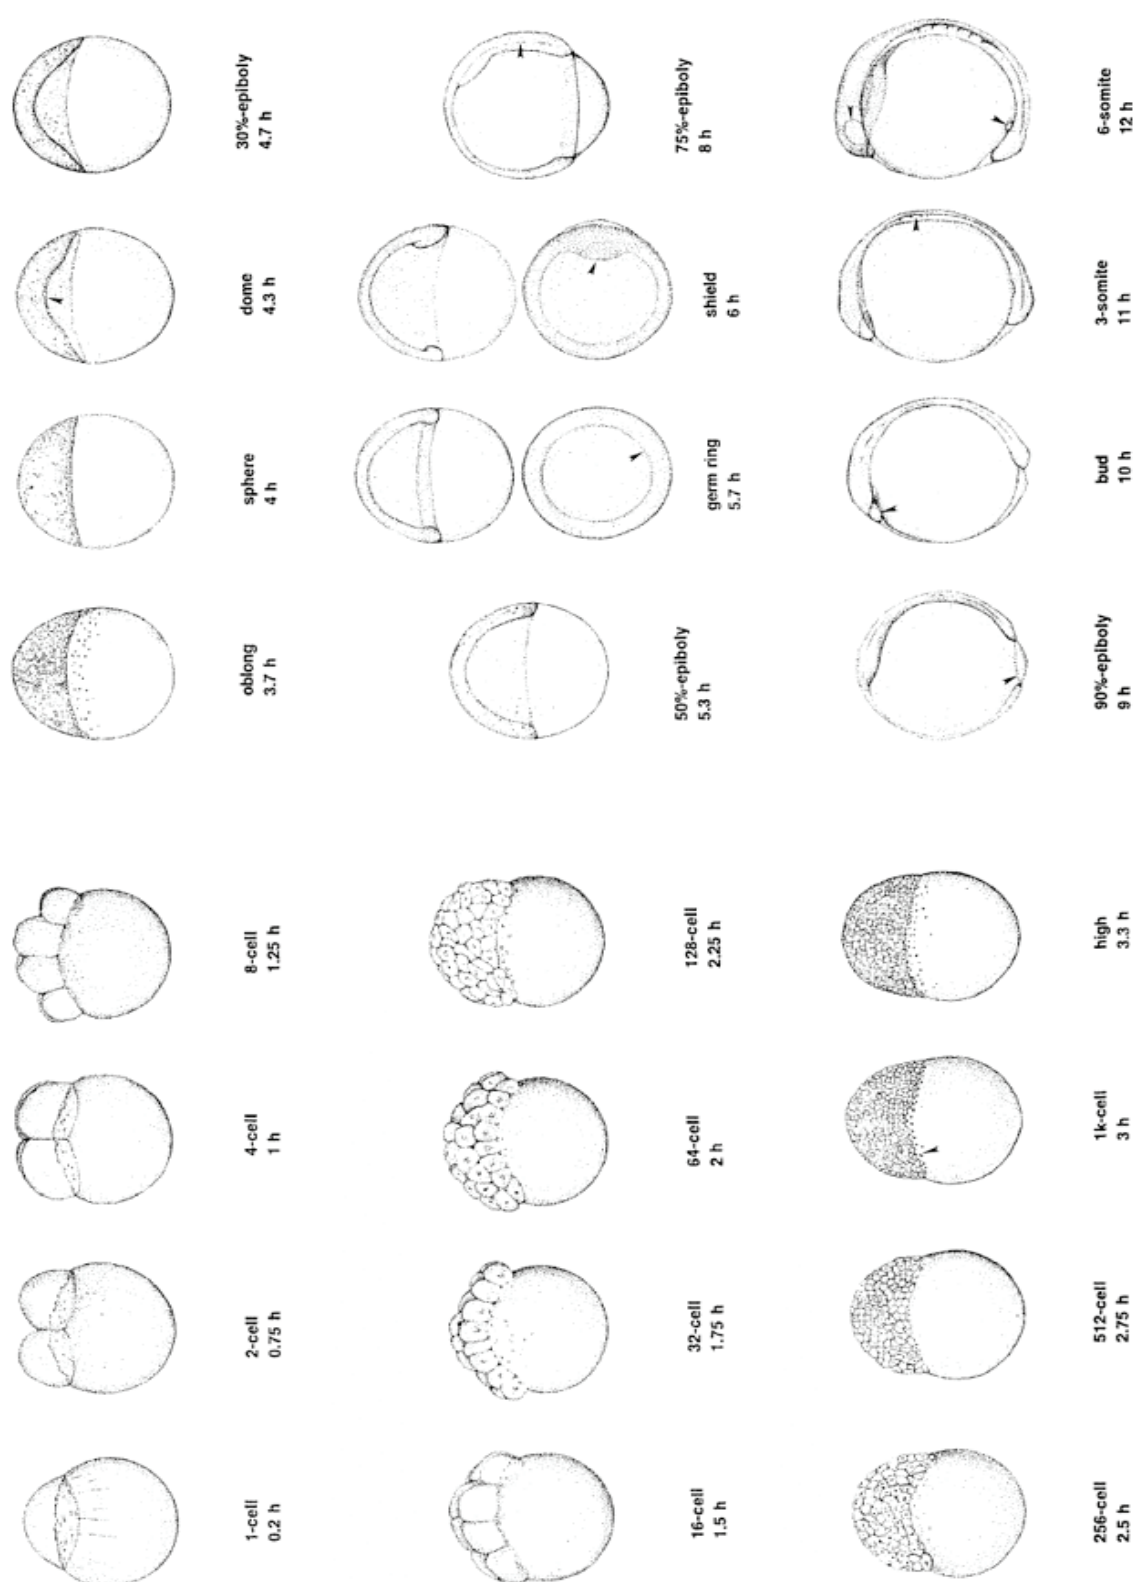 1-cell
0.2 h
2-cell
0.75 h
4-cell
1 h
8-cell
1.25 h
16-cell
1.5 h
32-cell
1.75 h
64-cell
2 h
128-cell
2.25 h
256-cell
2.5 h
512-cell
2.75 h
1k-cell
3 h
high
3.3 h
oblong
3.7 h
sphere
4 h
dome
4.3 h
30%-epiboly
4.7 h
50%-epiboly
5.3 h
germ ring
5.7 h
shield
6 h
75%-epiboly
8 h
90%-epiboly
9 h
bud
10 h
3-somite
11 h
6-somite
12 h